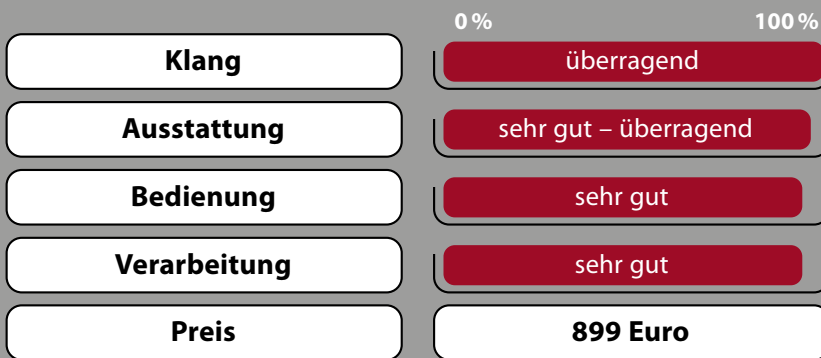 0 % 100 %
Klang überragend
Ausstattung sehr gut – überragend
Bedienung sehr gut
Verarbeitung sehr gut
Preis 899 Euro